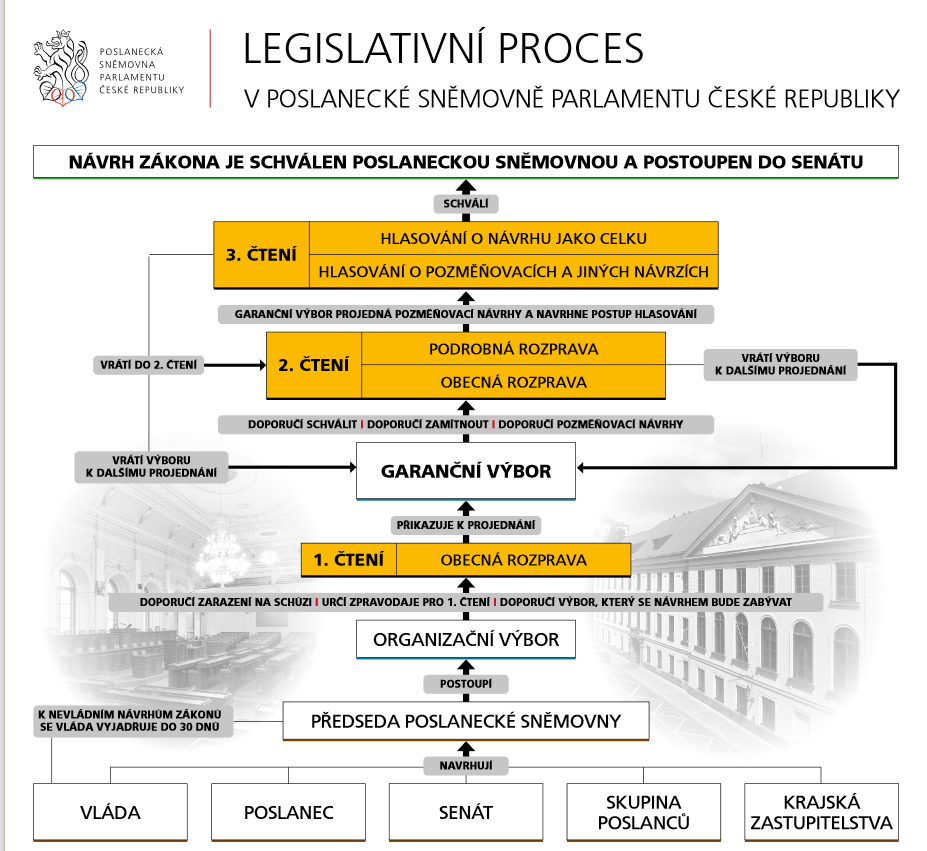 POSLANECKÁ
SNĚMOVNA
PARLAMENTU
ČESKÉ REPUBLIKY
LEGISLATIVNÍ PROCES
V POSLANECKÉ SNĚMOVNĚ PARLAMENTU ČESKÉ REPUBLIKY
NÁVRH ZÁKONA JE SCHVÁLEN POSLANECKOU SNĚMOVNOU A POSTOUPEN DO SENÁTU
SCHVÁLÍ
3. ČTENÍ
HLASOVÁNÍ O NÁVRHU JAKO CELKU
HLASOVÁNÍ O POZMĚŇOVACÍCH A JINÝCH NÁVRZÍCH
GARANČNÍ VÝBOR PROJEDNÁ POZMĚŇOVACÍ NÁVRHY A NAVRHNE POSTUP HLASOVÁNÍ
VRÁTÍ DO 2. ČTENÍ
2. ČTENÍ
PODROBNÁ ROZPRAVA
OBECNÁ ROZPRAVA
VRÁTÍ VÝBORU
K DALŠÍMU PROJEDNÁNÍ
DOPORUČÍ SCHVÁLIT I DOPORUČÍ ZAMÍTNOUT I DOPORUČÍ POZMĚŇOVACÍ NÁVRHY
VRÁTÍ VÝBORU
K DALŠÍMU PROJEDNÁNÍ
GARANČNÍ VÝBOR
PŘIKAZUJE K PROJEDNÁNÍ
1. ČTENÍ
OBECNÁ ROZPRAVA
DOPORUČÍ ZAŘAZENÍ NA SCHŮZI I URČÍ ZPRAVODAJE PRO 1. ČTENÍ I DOPORUČÍ VÝBOR, KTERÝ SE NÁVRHEM BUDE ZABÝVAT
ORGANIZAČNÍ VÝBOR
POSTOUPÍ
K NEVLÁDNÍM NÁVRHŮM ZÁKONŮ
SE VLÁDA VYJADŘUJE DO 30 DNŮ
PŘEDSEDA POSLANECKÉ SNĚMOVNY
NAVRHUJÍ
VLÁDA
POSLANEC
SENÁT
SKUPINA
POSLANCŮ
KRAJSKÁ
ZASTUPITELSTVA